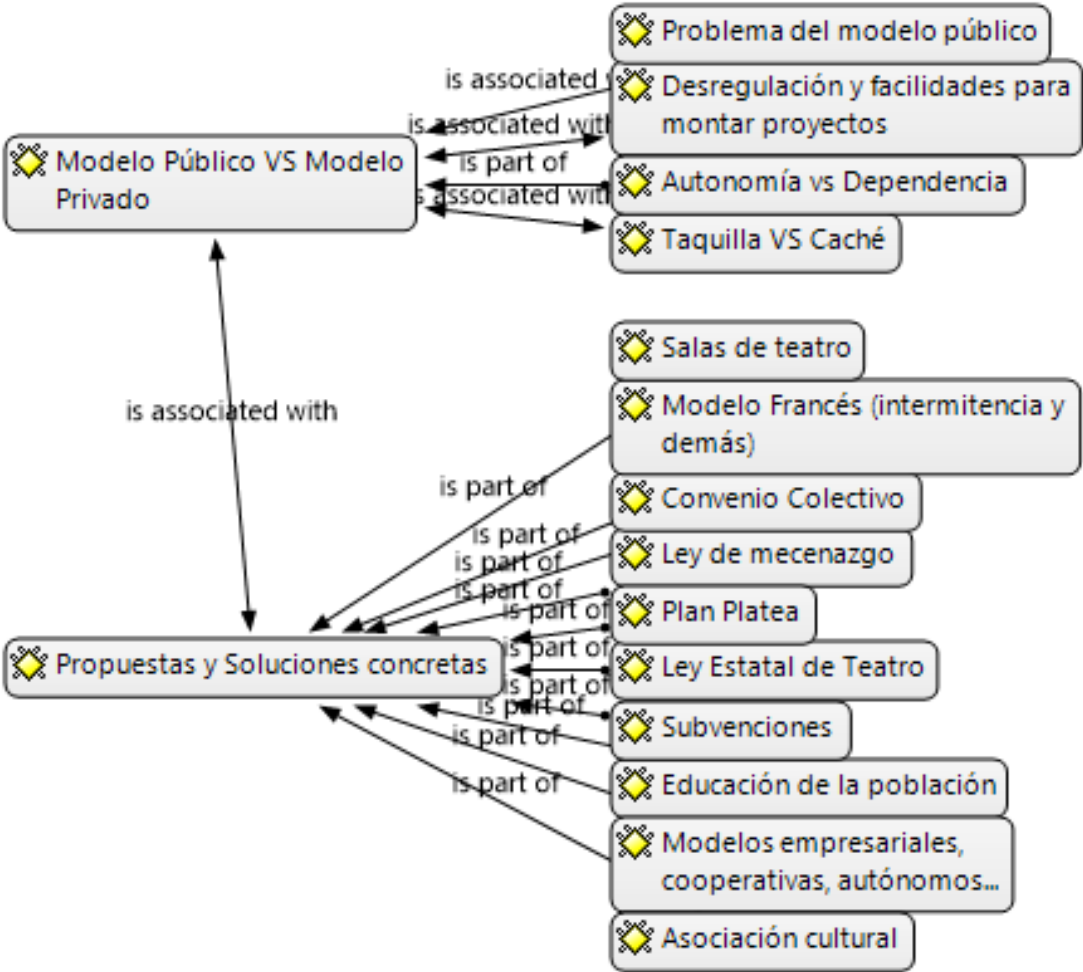 Problema del modelo público
is associated
Desregulación y facilidades para
montar proyectos
is associated with
Modelo Público VS Modelo
Privado
is part of
Autonomía vs Dependencia
is associated with
Taquilla VS Caché
is associated with
Salas de teatro
Modelo Francés (intermitencia y
demás)
is part of
Convenio Colectivo
is part of
is part of
Ley de mecenazgo
is part of
is part of
Plan Platea
is part of
Propuestas y Soluciones concretas
Ley Estatal de Teatro
is part of
is part of
Subvenciones
is part of
is part of
Educación de la población
Modelos empresariales,
cooperativas, autónomos...
Asociación cultural